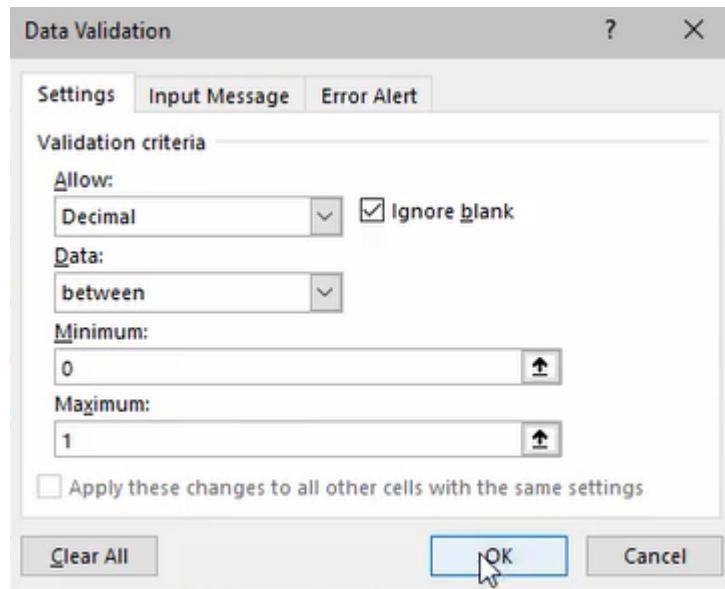 Data Validation ?
Settings Input Message Error Alert
Validation criteria
Allow:
Decimal Ignore blank
Data:
between
Minimum:
0
Maximum:
1
Apply these changes to all other cells with the same settings
Clear All OK Cancel